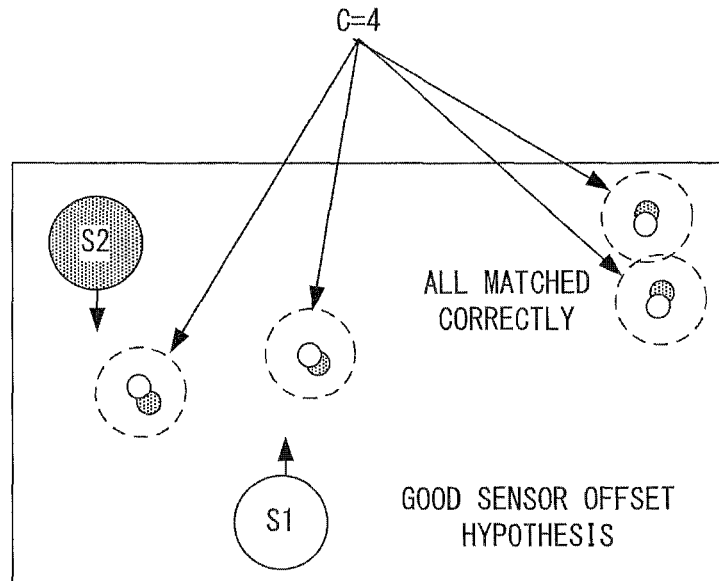 C=4
S2
ALL MATCHED
CORRECTLY
S1
GOOD SENSOR OFFSET
HYPOTHESIS